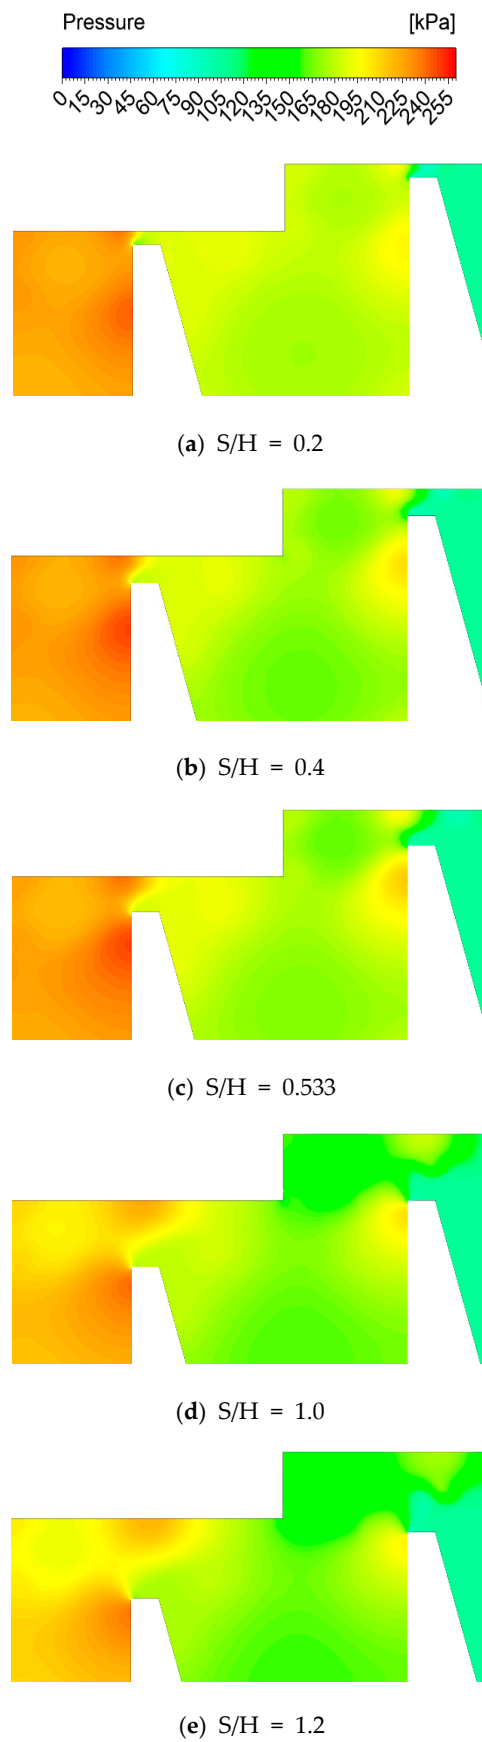 Pressure [kPa]
0 15 30 45 60 75 90 105 120 135 150 165 180 195 210 225 240 255
(a) S/H = 0.2
(b) S/H = 0.4
(c) S/H = 0.533
(d) S/H = 1.0
(e) S/H = 1.2